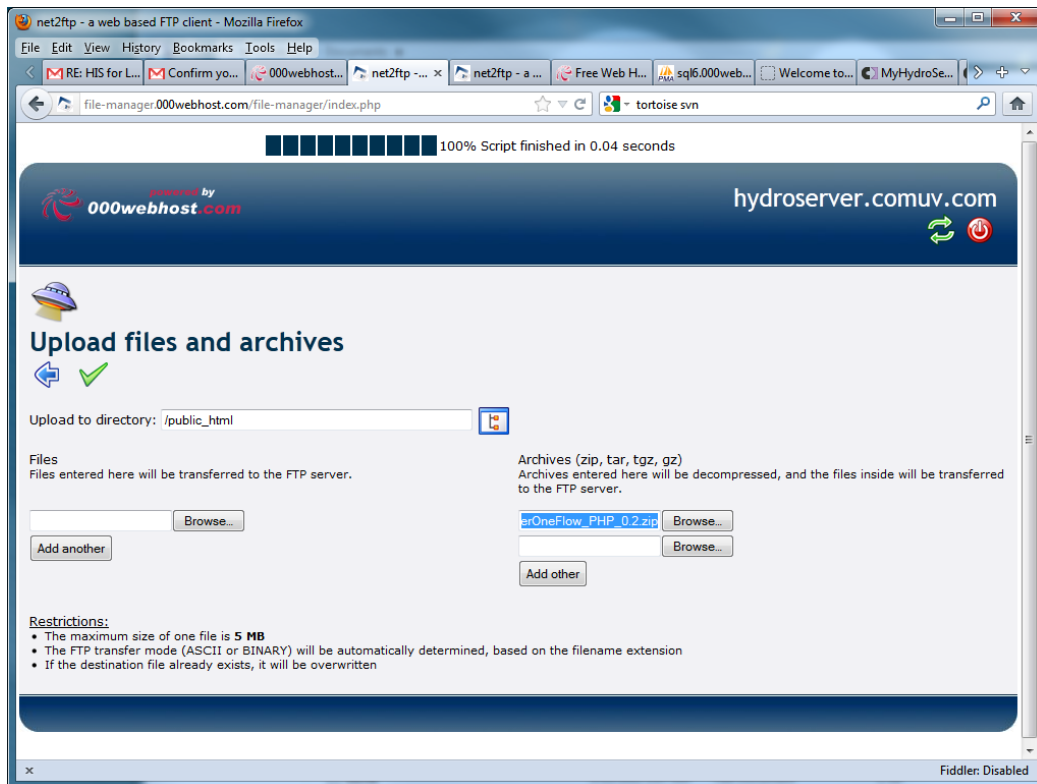 net2ftp - a web based FTP client - Mozilla Firefox
File Edit View History Bookmarks Tools Help
RE: HIS for L... Confirm yo... 000webhost... net2ftp - ... × net2ftp - a ... Free Web H... sql6.000web... Welcome to... MyHydroSe...
file-manager.000webhost.com/file-manager/index.php tortoise svn
100% Script finished in 0.04 seconds
powered by
000webhost.com
hydroserver.comuv.com
Upload files and archives
Upload to directory: /public_html
Files
Files entered here will be transferred to the FTP server.
Browse...
Add another
Archives (zip, tar, tgz, gz)
Archives entered here will be decompressed, and the files inside will be transferred
to the FTP server.
erOneFlow_PHP_0.2.zip Browse...
Browse...
Add other
Restrictions:
• The maximum size of one file is 5 MB
• The FTP transfer mode (ASCII or BINARY) will be automatically determined, based on the filename extension
• If the destination file already exists, it will be overwritten
× Fiddler: Disabled